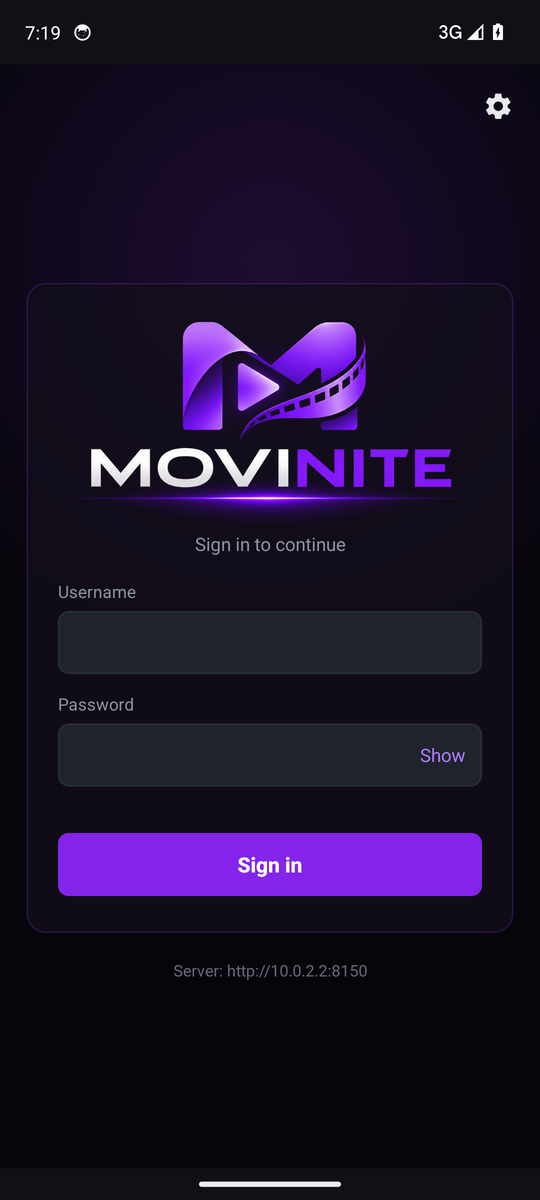 7:19
3G
MOVINITE
Sign in to continue
Username
Password
Show
Sign in
Server: http://10.0.2.2:8150